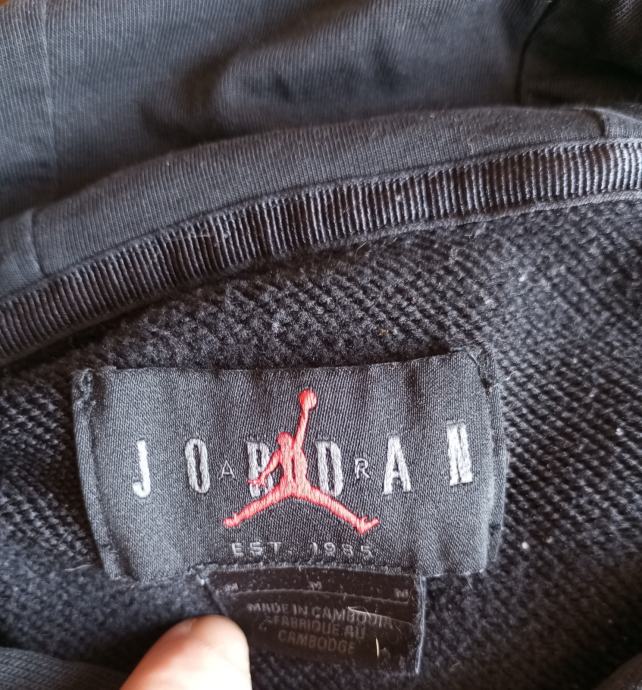 JORDAN
A R
EST. 1985
M M M
MADE IN CAMBODIA
FABRIQUE AU
CAMBODGE